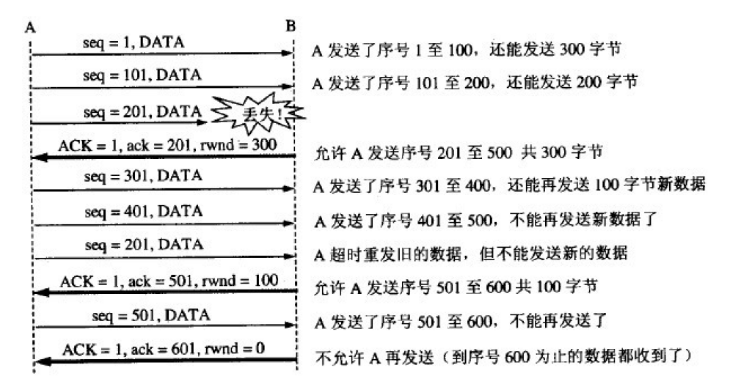 A B
seq = 1, DATA A 发送了序号 1 至 100，还能发送 300 字节
seq = 101, DATA A 发送了序号 101 至 200，还能发送 200 字节
seq = 201, DATA 丢失！
ACK = 1, ack = 201, rwnd = 300 允许 A 发送序号 201 至 500 共 300 字节
seq = 301, DATA A 发送了序号 301 至 400，还能再发送 100 字节新数据
seq = 401, DATA A 发送了序号 401 至 500，不能再发送新数据了
seq = 201, DATA A 超时重发旧的数据，但不能发送新的数据
ACK = 1, ack = 501, rwnd = 100 允许 A 发送序号 501 至 600 共 100 字节
seq = 501, DATA A 发送了序号 501 至 600，不能再发送了
ACK = 1, ack = 601, rwnd = 0 不允许 A 再发送（到序号 600 为止的数据都收到了）